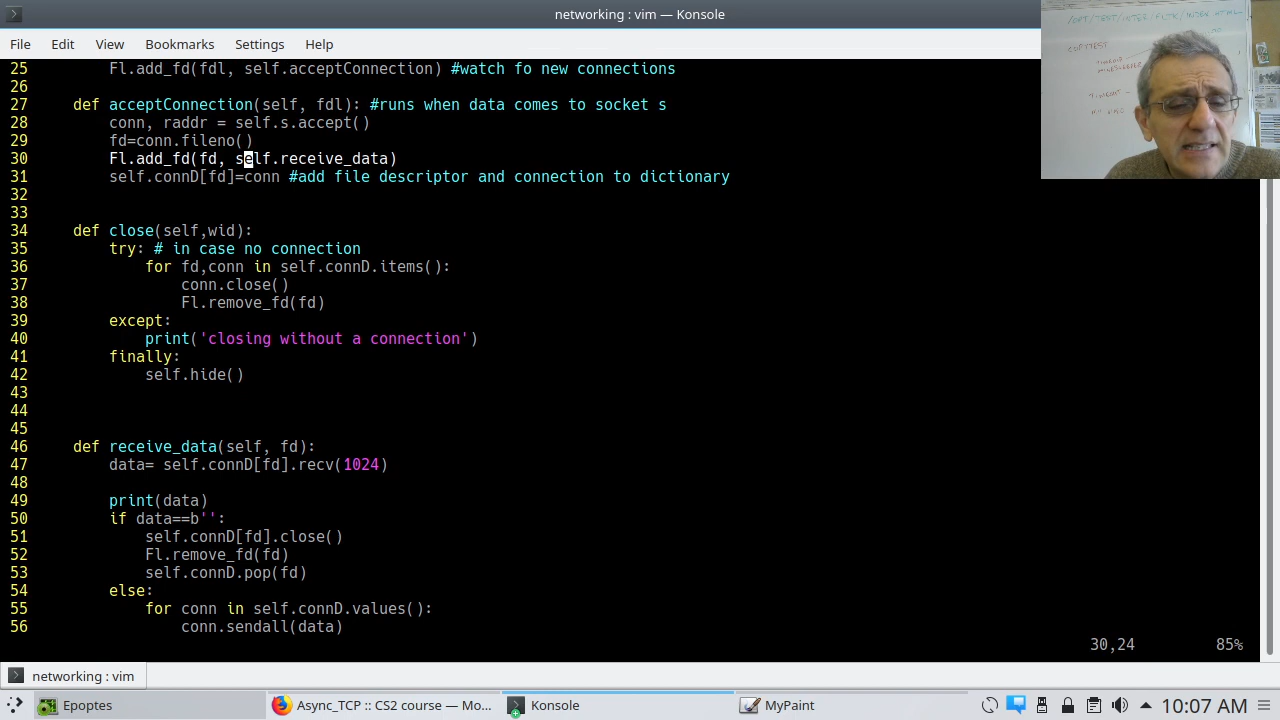 networking : vim — Konsole
File Edit View Bookmarks Settings Help
25 Fl.add_fd(fdl, self.acceptConnection) #watch fo new connections
26
27 def acceptConnection(self, fdl): #runs when data comes to socket s
28 conn, raddr = self.s.accept()
29 fd=conn.fileno()
30 Fl.add_fd(fd, self.receive_data)
31 self.connD[fd]=conn #add file descriptor and connection to dictionary
32
33
34 def close(self,wid):
35 try: # in case no connection
36 for fd,conn in self.connD.items():
37 conn.close()
38 Fl.remove_fd(fd)
39 except:
40 print('closing without a connection')
41 finally:
42 self.hide()
43
44
45
46 def receive_data(self, fd):
47 data= self.connD[fd].recv(1024)
48
49 print(data)
50 if data==b'':
51 self.connD[fd].close()
52 Fl.remove_fd(fd)
53 self.connD.pop(fd)
54 else:
55 for conn in self.connD.values():
56 conn.sendall(data)
30,24 85%
networking : vim
Epoptes Async_TCP :: CS2 course — Mo... Konsole MyPaint 10:07 AM